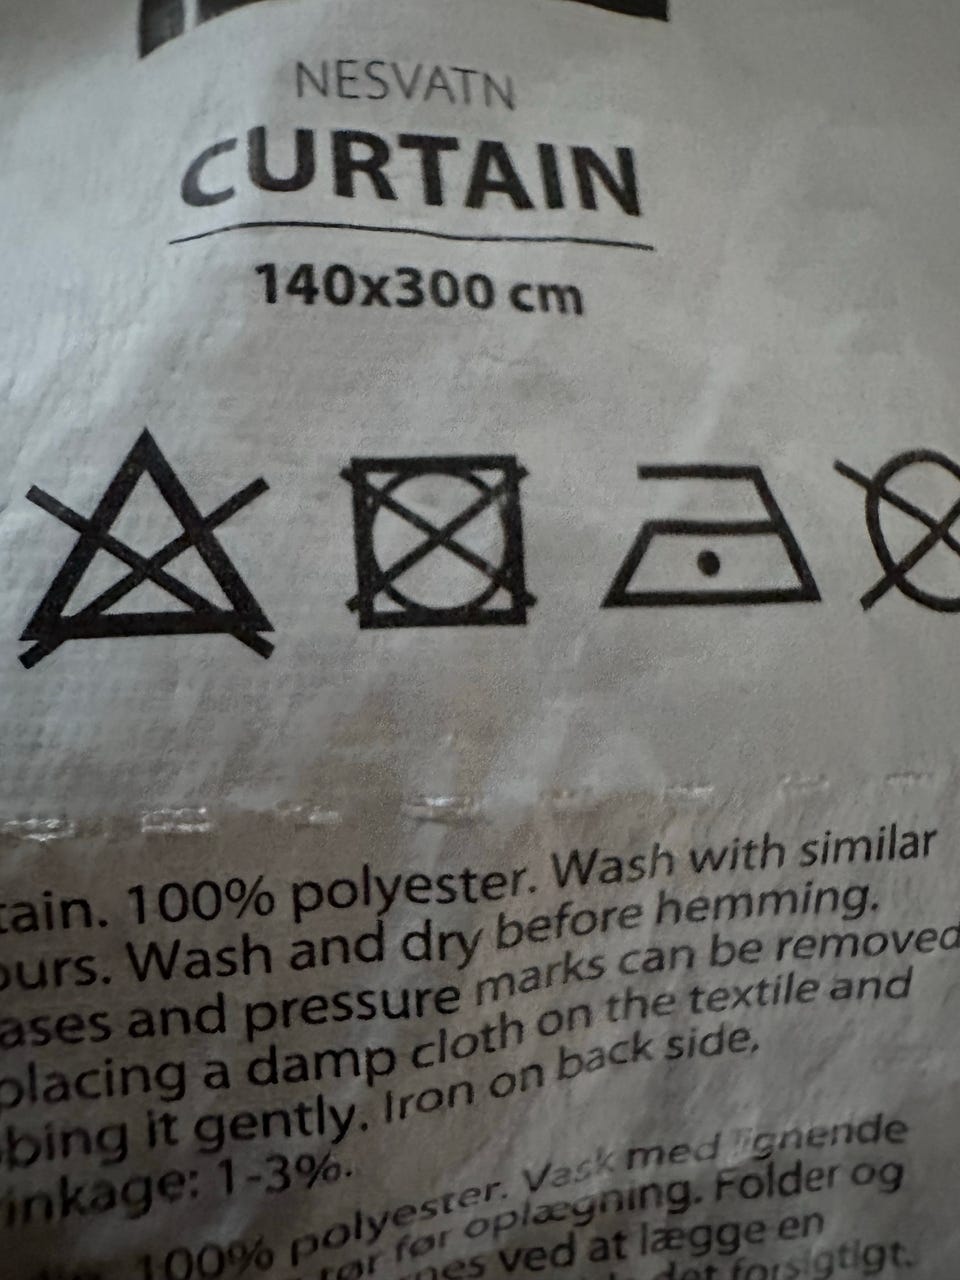 NESVATN
CURTAIN
140x300 cm
tain. 100% polyester. Wash with similar
ours. Wash and dry before hemming.
ases and pressure marks can be removed
placing a damp cloth on the textile and
bing it gently. Iron on back side.
inkage: 1-3%.
100% polyester. Vask med lignende
før oplægning. Folder og
nes ved at lægge en
det forsigtigt.